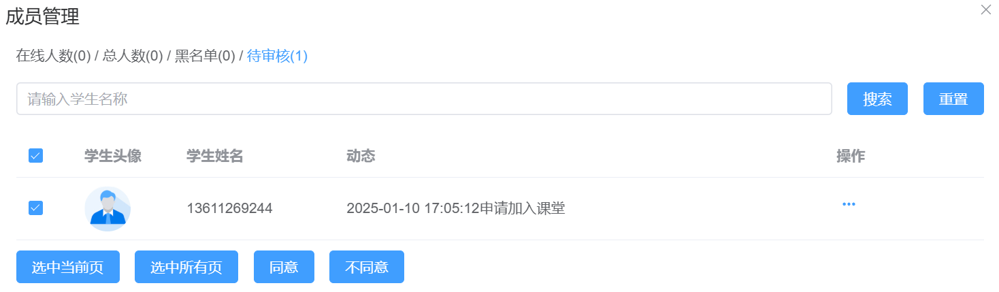 成员管理
在线人数(0) / 总人数(0) / 黑名单(0) / 待审核(1)
请输入学生名称 搜索 重置
学生头像 学生姓名 动态 操作
13611269244 2025-01-10 17:05:12申请加入课堂
选中当前页 选中所有页 同意 不同意